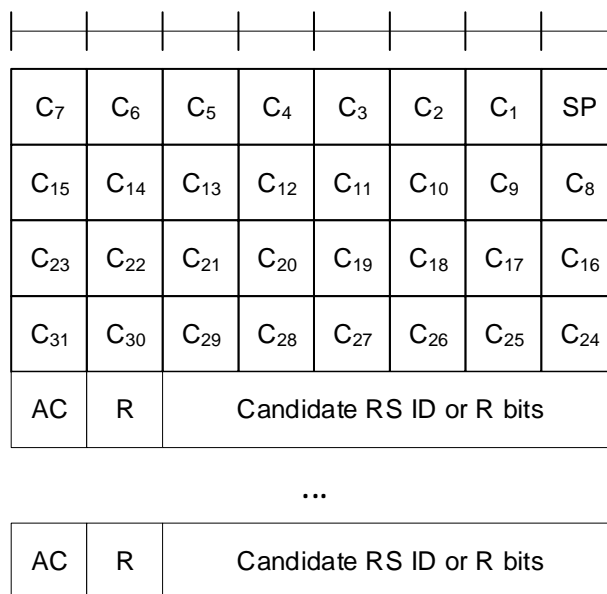 C₇ C₆ C₅ C₄ C₃ C₂ C₁ SP
C₁₅ C₁₄ C₁₃ C₁₂ C₁₁ C₁₀ C₉ C₈
C₂₃ C₂₂ C₂₁ C₂₀ C₁₉ C₁₈ C₁₇ C₁₆
C₃₁ C₃₀ C₂₉ C₂₈ C₂₇ C₂₆ C₂₅ C₂₄
AC R Candidate RS ID or R bits
...
AC R Candidate RS ID or R bits